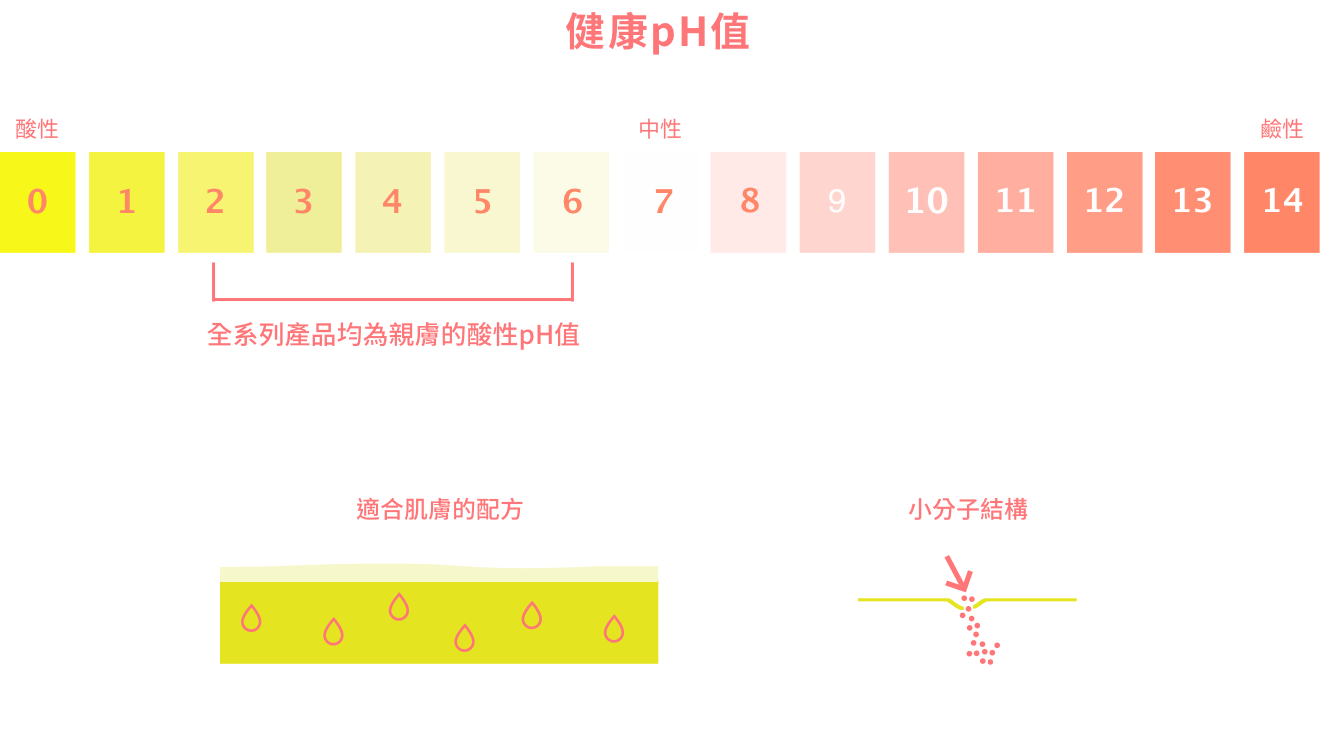 健康pH值
酸性 中性 鹼性
0 1 2 3 4 5 6 7 8 9 10 11 12 13 14
全系列產品均為親膚的酸性pH值
適合肌膚的配方 小分子結構